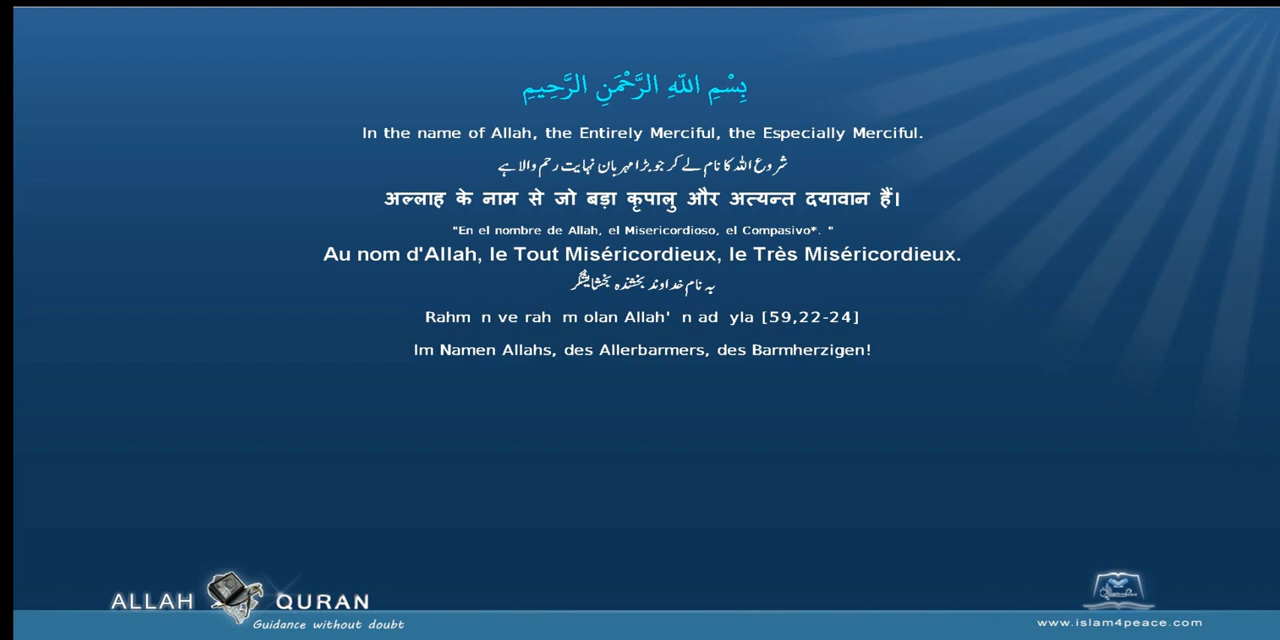 بِسْمِ اللَّهِ الرَّحْمَنِ الرَّحِيمِ
In the name of Allah, the Entirely Merciful, the Especially Merciful.
شروع اللہ کا نام لے کر جو بڑا مہربان نہایت رحم والا ہے
अल्लाह के नाम से जो बड़ा कृपालु और अत्यन्त दयावान हैं।
"En el nombre de Allah, el Misericordioso, el Compasivo*. "
Au nom d'Allah, le Tout Miséricordieux, le Très Miséricordieux.
به نام خداوند بخشنده بخشایشگر
Rahm n ve rah m olan Allah' n ad yla [59,22-24]
Im Namen Allahs, des Allerbarmers, des Barmherzigen!
ALLAH QURAN
Guidance without doubt
www.islam4peace.com